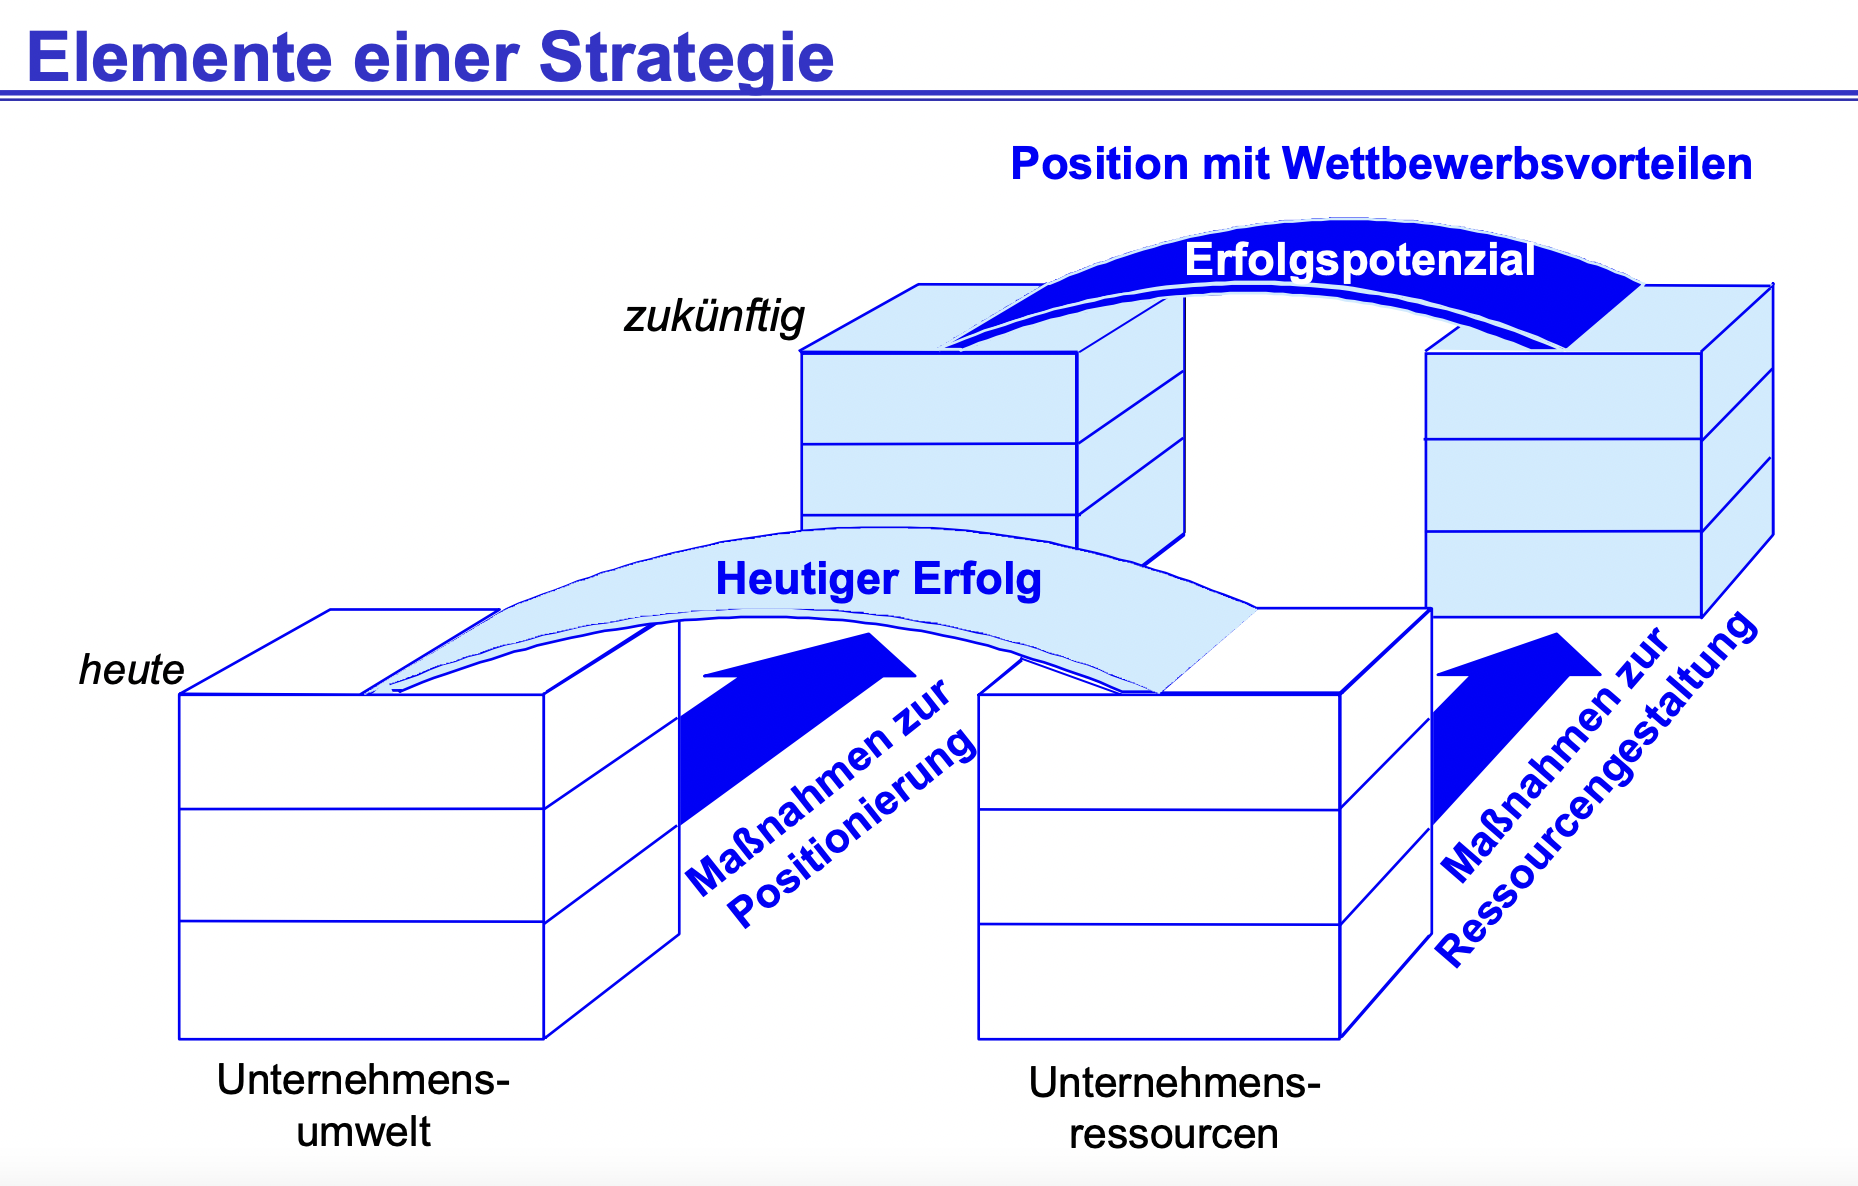 Elemente einer Strategie
Position mit Wettbewerbsvorteilen
Erfolgspotenzial
zukünftig
Heutiger Erfolg
heute
Maßnahmen zur
Positionierung
Maßnahmen zur
Ressourcengestaltung
Unternehmens-
umwelt
Unternehmens-
ressourcen